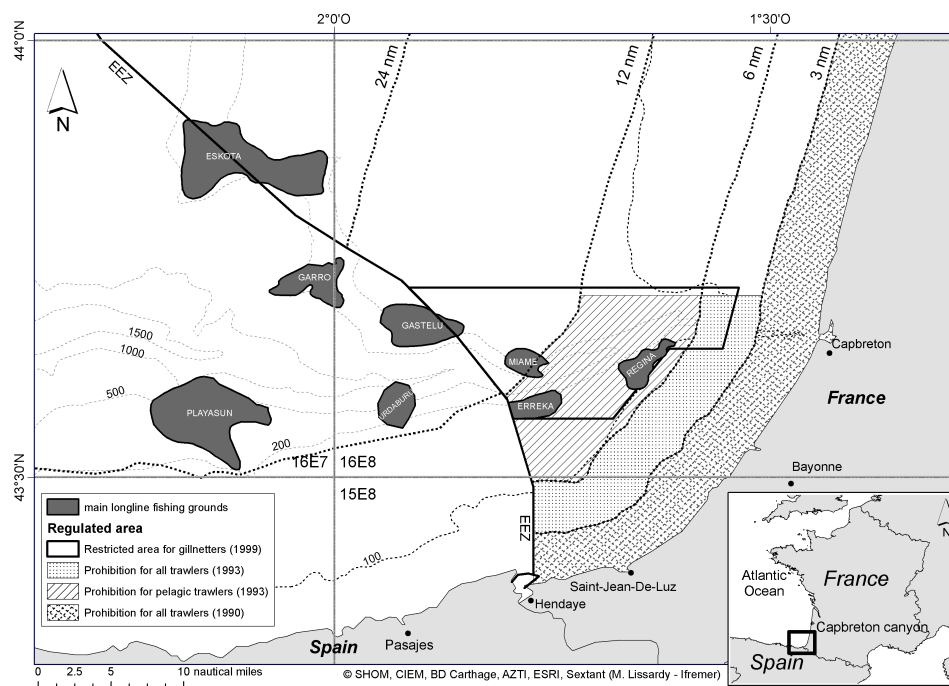 2°0'O
1°30'O
44°0'N
43°30'N
EEZ
24 nm
12 nm
6 nm
3 nm
N
ESKOTA
GARRO
GASTELU
MIAME
REGINA
ERREKA
URDABURU
PLAYASUN
1500
1000
500
200
100
16E7
16E8
15E8
EEZ
Capbreton
France
Bayonne
Saint-Jean-De-Luz
Hendaye
Pasajes
Spain
main longline fishing grounds
Regulated area
Restricted area for gillnetters (1999)
Prohibition for all trawlers (1993)
Prohibition for pelagic trawlers (1993)
Prohibition for all trawlers (1990)
N
Atlantic
Ocean
France
Capbreton canyon
Spain
0 2.5 5 10 nautical miles
© SHOM, CIEM, BD Carthage, AZTI, ESRI, Sextant (M. Lissardy - Ifremer)